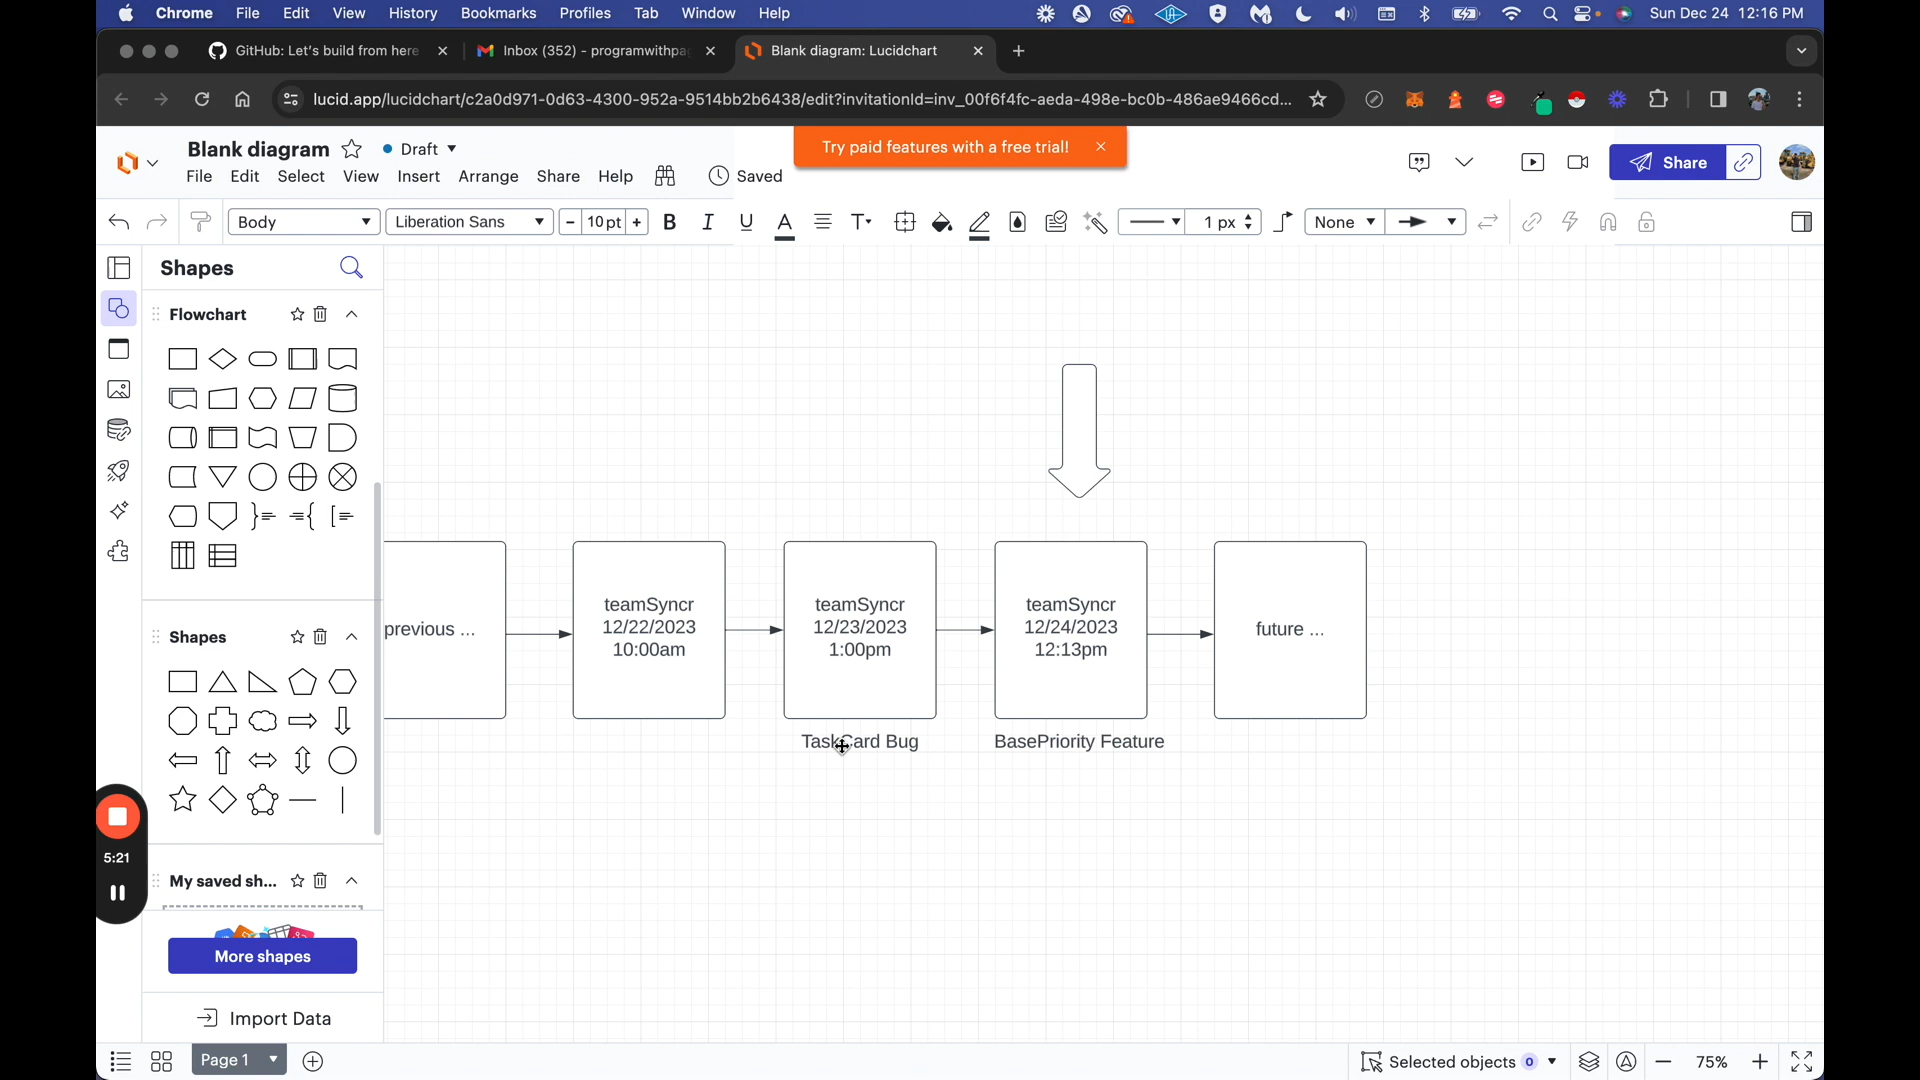 Chrome File Edit View History Bookmarks Profiles Tab Window Help Sun Dec 24 12:16 PM
GitHub: Let's build from here Inbox (352) - programwithpa Blank diagram: Lucidchart
lucid.app/lucidchart/c2a0d971-0d63-4300-952a-9514bb2b6438/edit?invitationId=inv_00f6f4fc-aeda-498e-bc0b-486ae9466cd...
Blank diagram Draft
Try paid features with a free trial!
Share
File Edit Select View Insert Arrange Share Help Saved
Body Liberation Sans 10 pt B I U A T 1 px None
Shapes
Flowchart
previous ...
teamSyncr
12/22/2023
10:00am
teamSyncr
12/23/2023
1:00pm
teamSyncr
12/24/2023
12:13pm
future ...
TaskCard Bug
BasePriority Feature
Shapes
5:21
My saved sh...
More shapes
Import Data
Page 1
Selected objects 0
75%